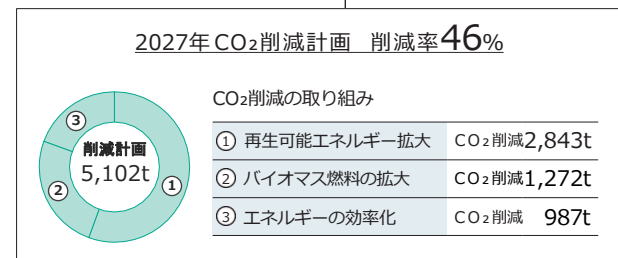 2027年CO₂削減計画 削減率46%
CO₂削減の取り組み
③
削減計画
5,102t
②
①
① 再生可能エネルギー拡大 CO₂削減2,843t
② バイオマス燃料の拡大 CO₂削減1,272t
③ エネルギーの効率化 CO₂削減 987t